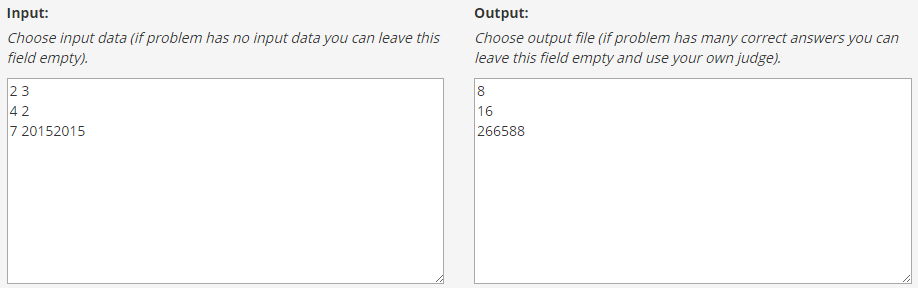 Input:
Choose input data (if problem has no input data you can leave this
field empty).
2 3
4 2
7 20152015
Output:
Choose output file (if problem has many correct answers you can
leave this field empty and use your own judge).
8
16
266588